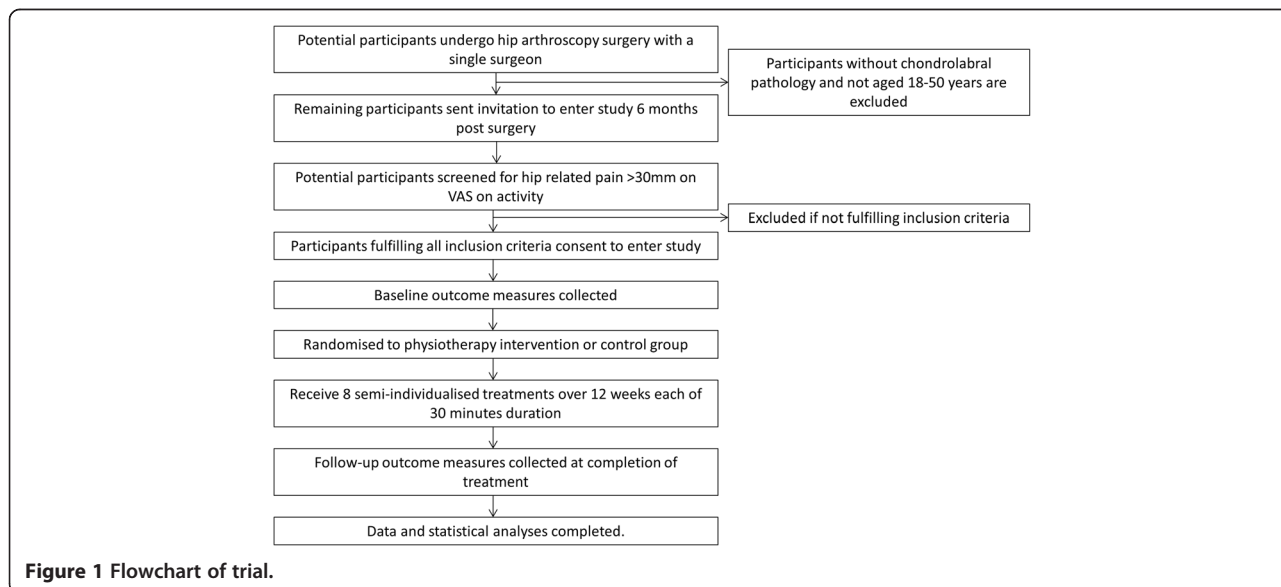 Potential participants undergo hip arthroscopy surgery with a
single surgeon
Participants without chondrolabral
pathology and not aged 18-50 years are
excluded
Remaining participants sent invitation to enter study 6 months
post surgery
Potential participants screened for hip related pain >30mm on
VAS on activity
Excluded if not fulfilling inclusion criteria
Participants fulfilling all inclusion criteria consent to enter study
Baseline outcome measures collected
Randomised to physiotherapy intervention or control group
Receive 8 semi-individualised treatments over 12 weeks each of
30 minutes duration
Follow-up outcome measures collected at completion of
treatment
Data and statistical analyses completed.
Figure 1 Flowchart of trial.